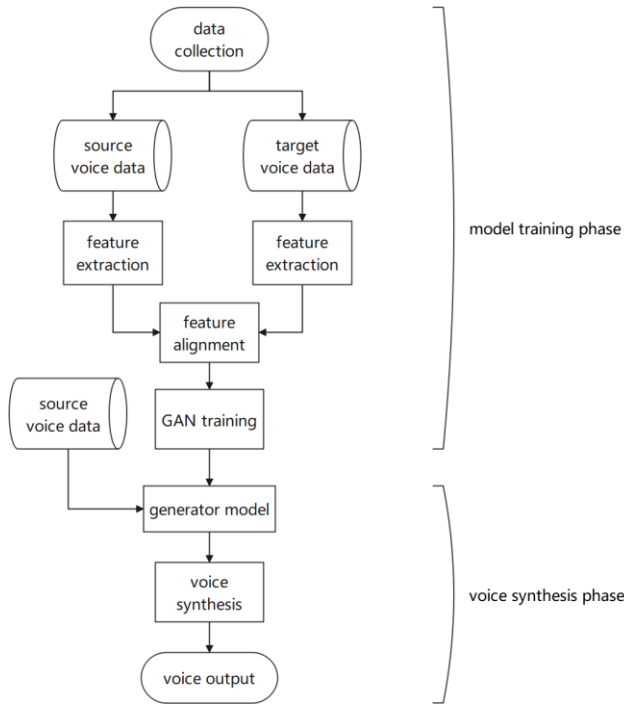 data
collection
source
voice data
target
voice data
feature
extraction
feature
extraction
model training phase
feature
alignment
source
voice data
GAN training
generator model
voice
synthesis
voice synthesis phase
voice output